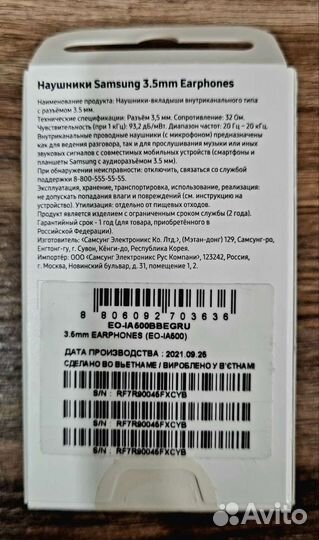 Наушники Samsung 3.5mm Earphones
Наименование продукта: Наушники-вкладыши внутриканального типа
с разъёмом 3.5 мм.
Технические спецификации: Разъём 3,5 мм. Сопротивление: 32 Ом.
Чувствительность (при 1 кГц): 93,2 дБ/мВт. Диапазон частот: 20 Гц – 20 кГц.
Внутриканальные проводные наушники (с микрофоном) предназначены
как для ведения разговора, так и для прослушивания музыки или иных
звуковых сигналов с совместимых мобильных устройств (смартфоны и
планшеты Samsung с аудиоразъёмом 3.5 мм).
При обнаружении неисправности: отключить, связаться со службой
поддержки 8-800-555-55-55.
Эксплуатация, хранение, транспортировка, использование, реализация: не
допускать попадания влаги и повреждения (см. инструкцию на
устройство). Утилизация: отдельно от пищевых отходов.
Продукт является изделием с ограниченным сроком службы (2 года).
Гарантийный срок - 1 год (для товара, приобретённого в
Российской Федерации).
Изготовитель: «Самсунг Электроникс Ко. Лтд.», (Мэтан-донг) 129, Самсунг-ро,
Енгтонг-гу, г. Сувон, Кёнги-до, Республика Корея.
Импортёр: ООО «Самсунг Электроникс Рус Компани», 123242, Россия,
г. Москва, Новинский бульвар, д. 31, помещение 1, 2.
8 806092 703636
EO-IA500BBEGRU
3.5mm EARPHONES (EO-IA500)
ДАТА ПРОИЗВОДСТВА : 2021.09.26
СДЕЛАНО ВО ВЬЕТНАМЕ / ВИРОБЛЕНО У В'ЄТНАМІ
S/N : RF7R90045FXCYB
S/N : RF7R90045FXCYB
S/N : RF7R90045FXCYB
Avito